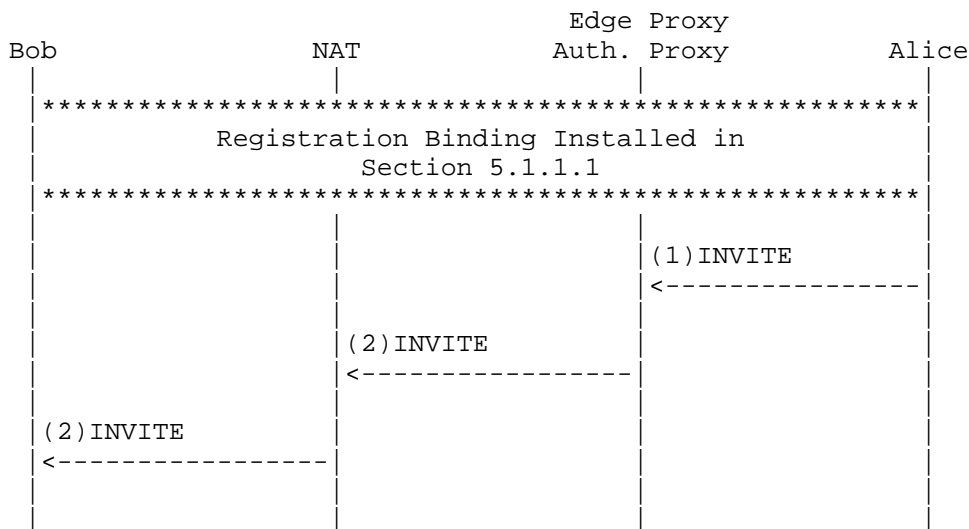 Edge Proxy
Bob NAT Auth. Proxy Alice
Registration Binding Installed in
Section 5.1.1.1
(1)INVITE
(2)INVITE
(2)INVITE